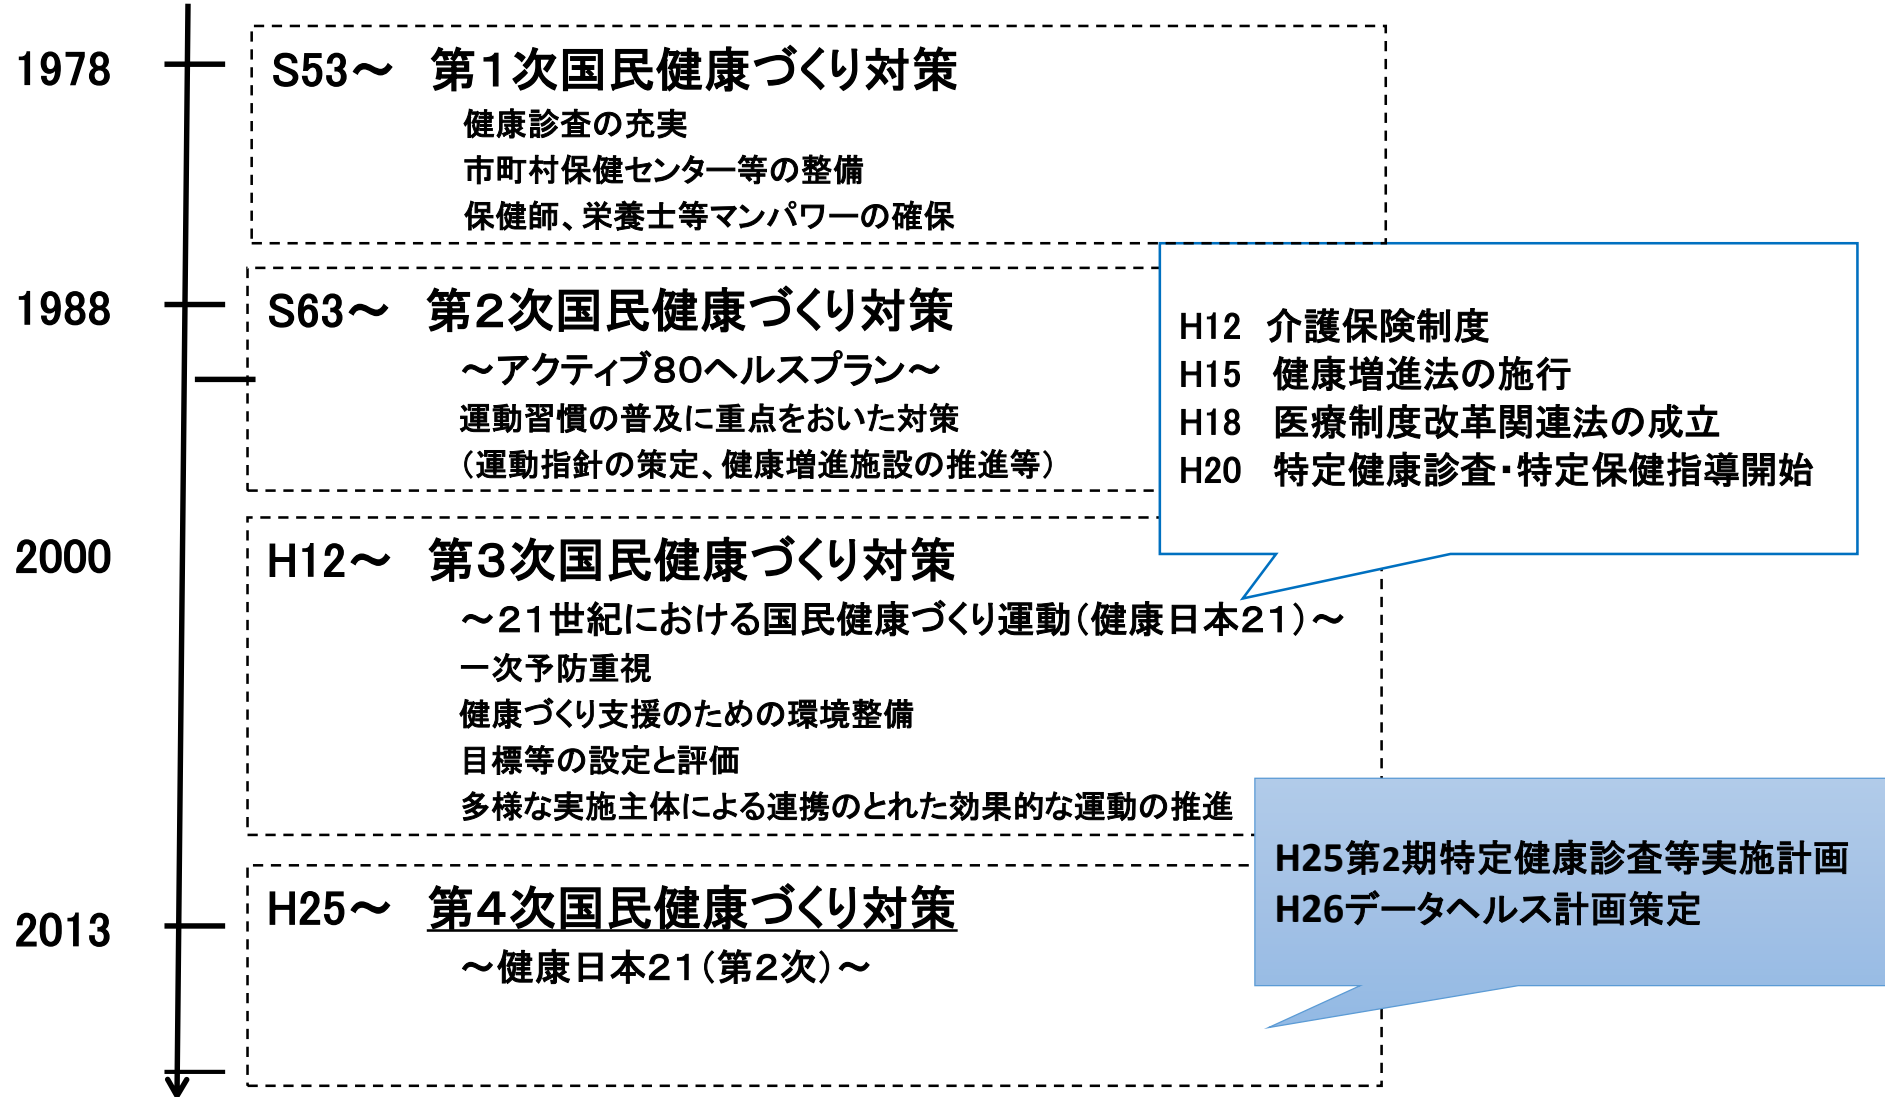 1978
S53～　第１次国民健康づくり対策
健康診査の充実
市町村保健センター等の整備
保健師、栄養士等マンパワーの確保
1988
S63～　第２次国民健康づくり対策
～アクティブ８０ヘルスプラン～
運動習慣の普及に重点をおいた対策
（運動指針の策定、健康増進施設の推進等）
H12　介護保険制度
H15　健康増進法の施行
H18　医療制度改革関連法の成立
H20　特定健康診査・特定保健指導開始
2000
H12～　第３次国民健康づくり対策
～２１世紀における国民健康づくり運動（健康日本２１）～
一次予防重視
健康づくり支援のための環境整備
目標等の設定と評価
多様な実施主体による連携のとれた効果的な運動の推進
2013
H25～　第４次国民健康づくり対策
～健康日本２１（第２次）～
H25第2期特定健康診査等実施計画
H26データヘルス計画策定